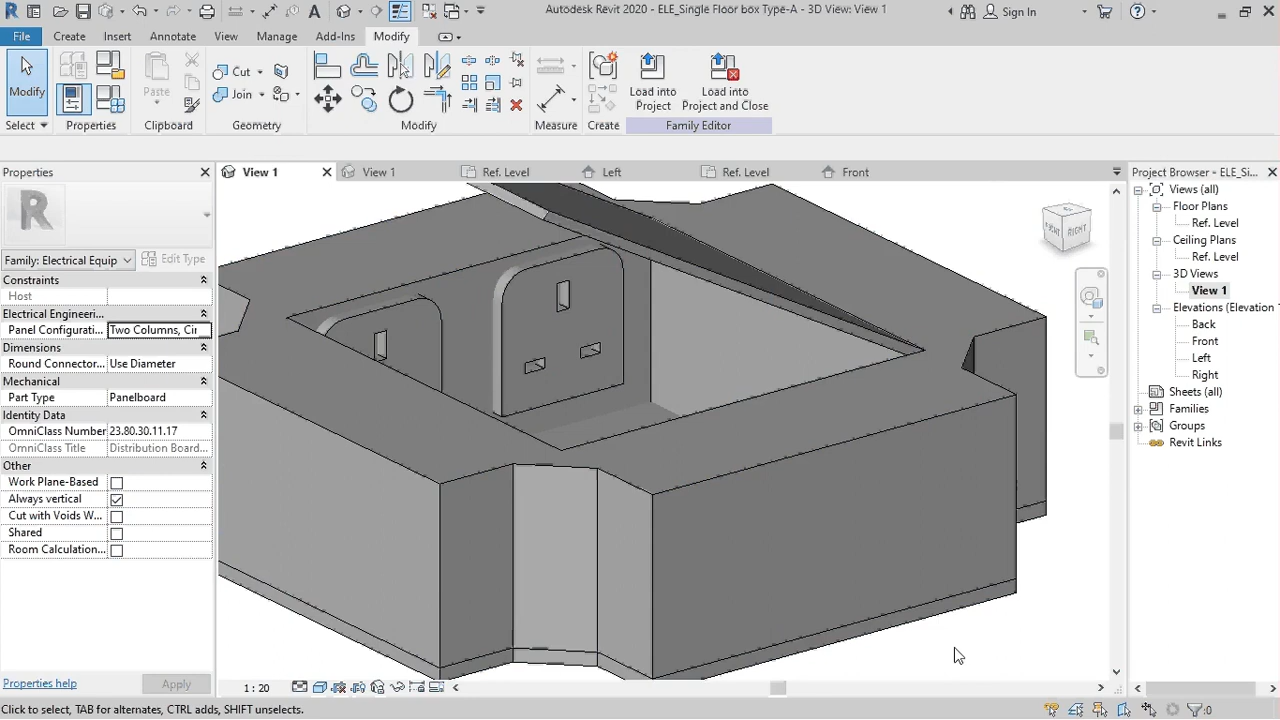 Autodesk Revit 2020 - ELE_Single Floor box Type-A - 3D View: View 1
Sign In
File Create Insert Annotate View Manage Add-Ins Modify
Modify
Paste
Cut
Join
Load into Project
Load into Project and Close
Select Properties Clipboard Geometry Modify Measure Create Family Editor
Properties
View 1
View 1
Ref. Level
Left
Ref. Level
Front
Project Browser - ELE_Si...
R
Family: Electrical Equip
Edit Type
Constraints
Host
Electrical Engineeri...
Panel Configurati... Two Columns, Cir
Dimensions
Round Connector... Use Diameter
Mechanical
Part Type Panelboard
Identity Data
OmniClass Number 23.80.30.11.17
OmniClass Title Distribution Board...
Other
Work Plane-Based
Always vertical
Cut with Voids W...
Shared
Room Calculation...
Properties help
Apply
FRONT
RIGHT
Views (all)
Floor Plans
Ref. Level
Ceiling Plans
Ref. Level
3D Views
View 1
Elevations (Elevation
Back
Front
Left
Right
Sheets (all)
Families
Groups
Revit Links
1 : 20
Click to select, TAB for alternates, CTRL adds, SHIFT unselects.
:0